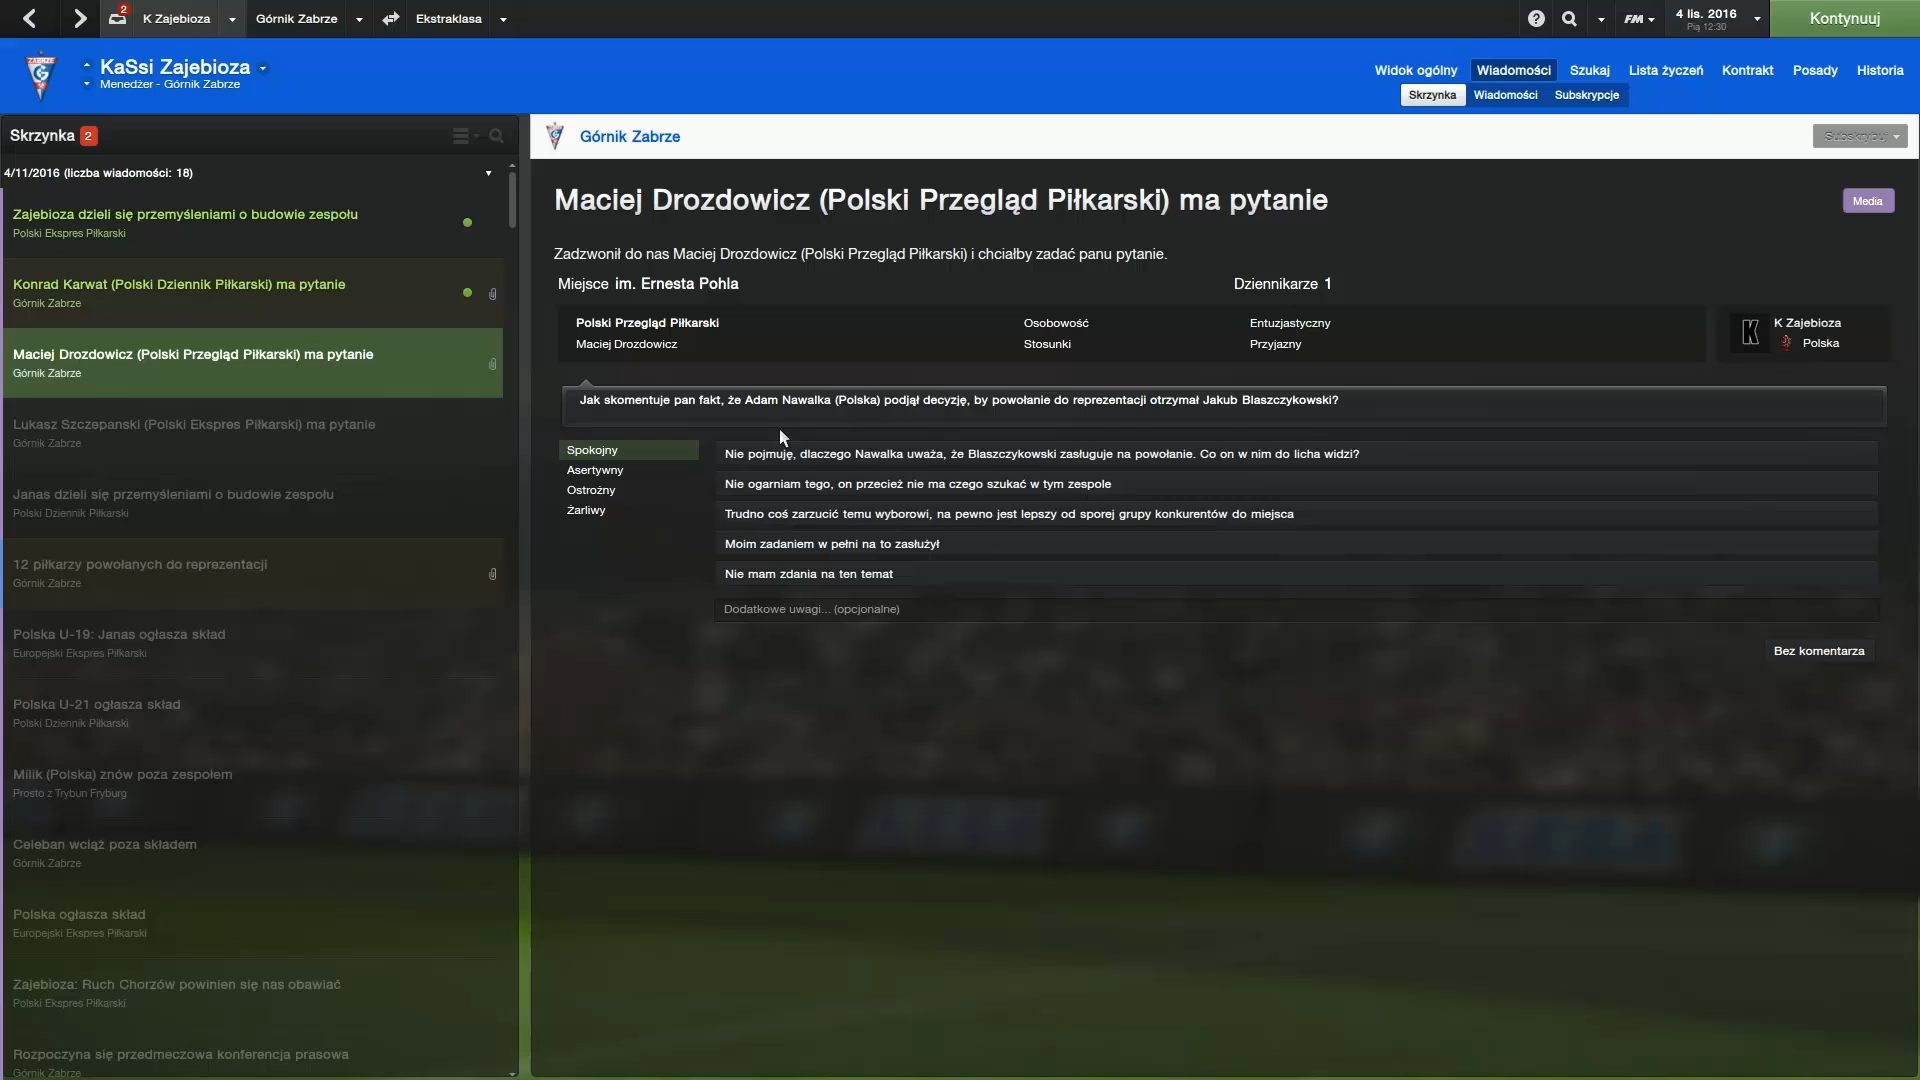 2
K Zajebioza
Górnik Zabrze
Ekstraklasa
FM
4 lis. 2016
Pią 12:30
Kontynuuj
KaSsi Zajebioza
Menedżer - Górnik Zabrze
Widok ogólny
Wiadomości
Szukaj
Lista życzeń
Kontrakt
Posady
Historia
Skrzynka
Wiadomości
Subskrypcje
Skrzynka 2
4/11/2016 (liczba wiadomości: 18)
Zajebioza dzieli się przemyśleniami o budowie zespołu
Polski Ekspres Piłkarski
Konrad Karwat (Polski Dziennik Piłkarski) ma pytanie
Górnik Zabrze
Maciej Drozdowicz (Polski Przegląd Piłkarski) ma pytanie
Górnik Zabrze
Lukasz Szczepanski (Polski Ekspres Piłkarski) ma pytanie
Górnik Zabrze
Janas dzieli się przemyśleniami o budowie zespołu
Polski Dziennik Piłkarski
12 piłkarzy powołanych do reprezentacji
Górnik Zabrze
Polska U-19: Janas ogłasza skład
Europejski Ekspres Piłkarski
Polska U-21 ogłasza skład
Polski Dziennik Piłkarski
Milik (Polska) znów poza zespołem
Prosto z Trybun Fryburg
Celeban wciąż poza składem
Górnik Zabrze
Polska ogłasza skład
Europejski Ekspres Piłkarski
Zajebioza: Ruch Chorzów powinien się nas obawiać
Polski Ekspres Piłkarski
Rozpoczyna się przedmeczowa konferencja prasowa
Górnik Zabrze
Górnik Zabrze
Subskrybuj
Maciej Drozdowicz (Polski Przegląd Piłkarski) ma pytanie
Media
Zadzwonił do nas Maciej Drozdowicz (Polski Przegląd Piłkarski) i chciałby zadać panu pytanie.
Miejsce im. Ernesta Pohla
Dziennikarze 1
Polski Przegląd Piłkarski
Osobowość
Entuzjastyczny
Maciej Drozdowicz
Stosunki
Przyjazny
K Zajebioza
Polska
Jak skomentuje pan fakt, że Adam Nawalka (Polska) podjął decyzję, by powołanie do reprezentacji otrzymał Jakub Blaszczykowski?
Spokojny
Asertywny
Ostrożny
Żarliwy
Nie pojmuję, dlaczego Nawalka uważa, że Blaszczykowski zasługuje na powołanie. Co on w nim do licha widzi?
Nie ogarniam tego, on przecież nie ma czego szukać w tym zespole
Trudno coś zarzucić temu wyborowi, na pewno jest lepszy od sporej grupy konkurentów do miejsca
Moim zadaniem w pełni na to zasłużył
Nie mam zdania na ten temat
Dodatkowe uwagi... (opcjonalne)
Bez komentarza